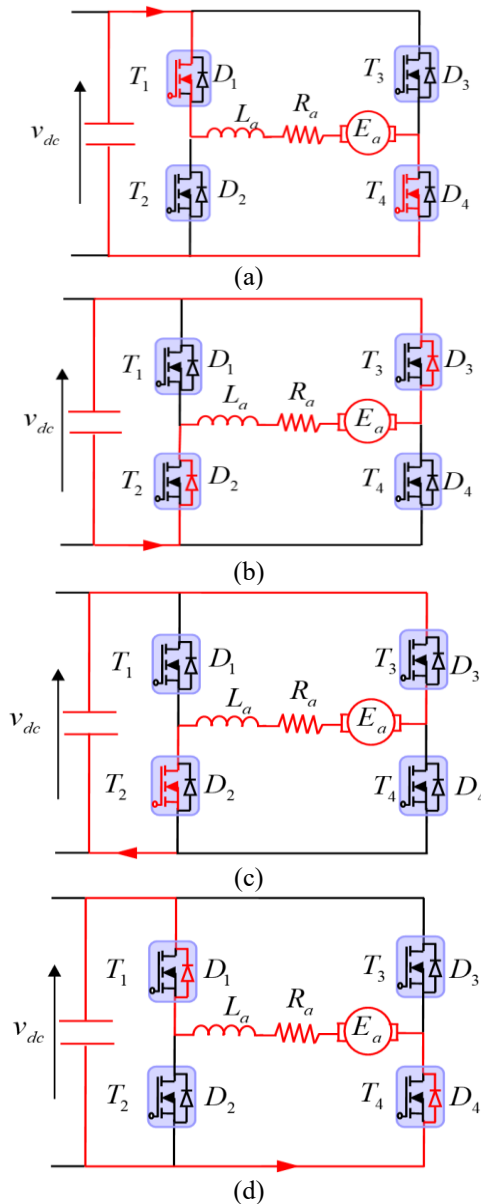 T1 D1 T3 D3
La Ra Ea
vdc
T2 D2 T4 D4
(a)
T1 D1 T3 D3
La Ra Ea
vdc
T2 D2 T4 D4
(b)
T1 D1 T3 D3
La Ra Ea
vdc
T2 D2 T4 D4
(c)
T1 D1 T3 D3
La Ra Ea
vdc
T2 D2 T4 D4
(d)